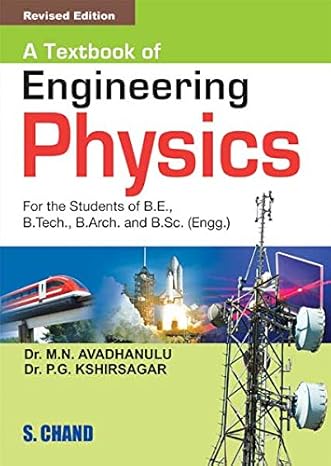 Revised Edition
A Textbook of
Engineering
Physics
For the Students of B.E.,
B.Tech., B.Arch. and B.Sc. (Engg.)
Dr. M.N. AVADHANULU
Dr. P.G. KSHIRSAGAR
S. CHAND